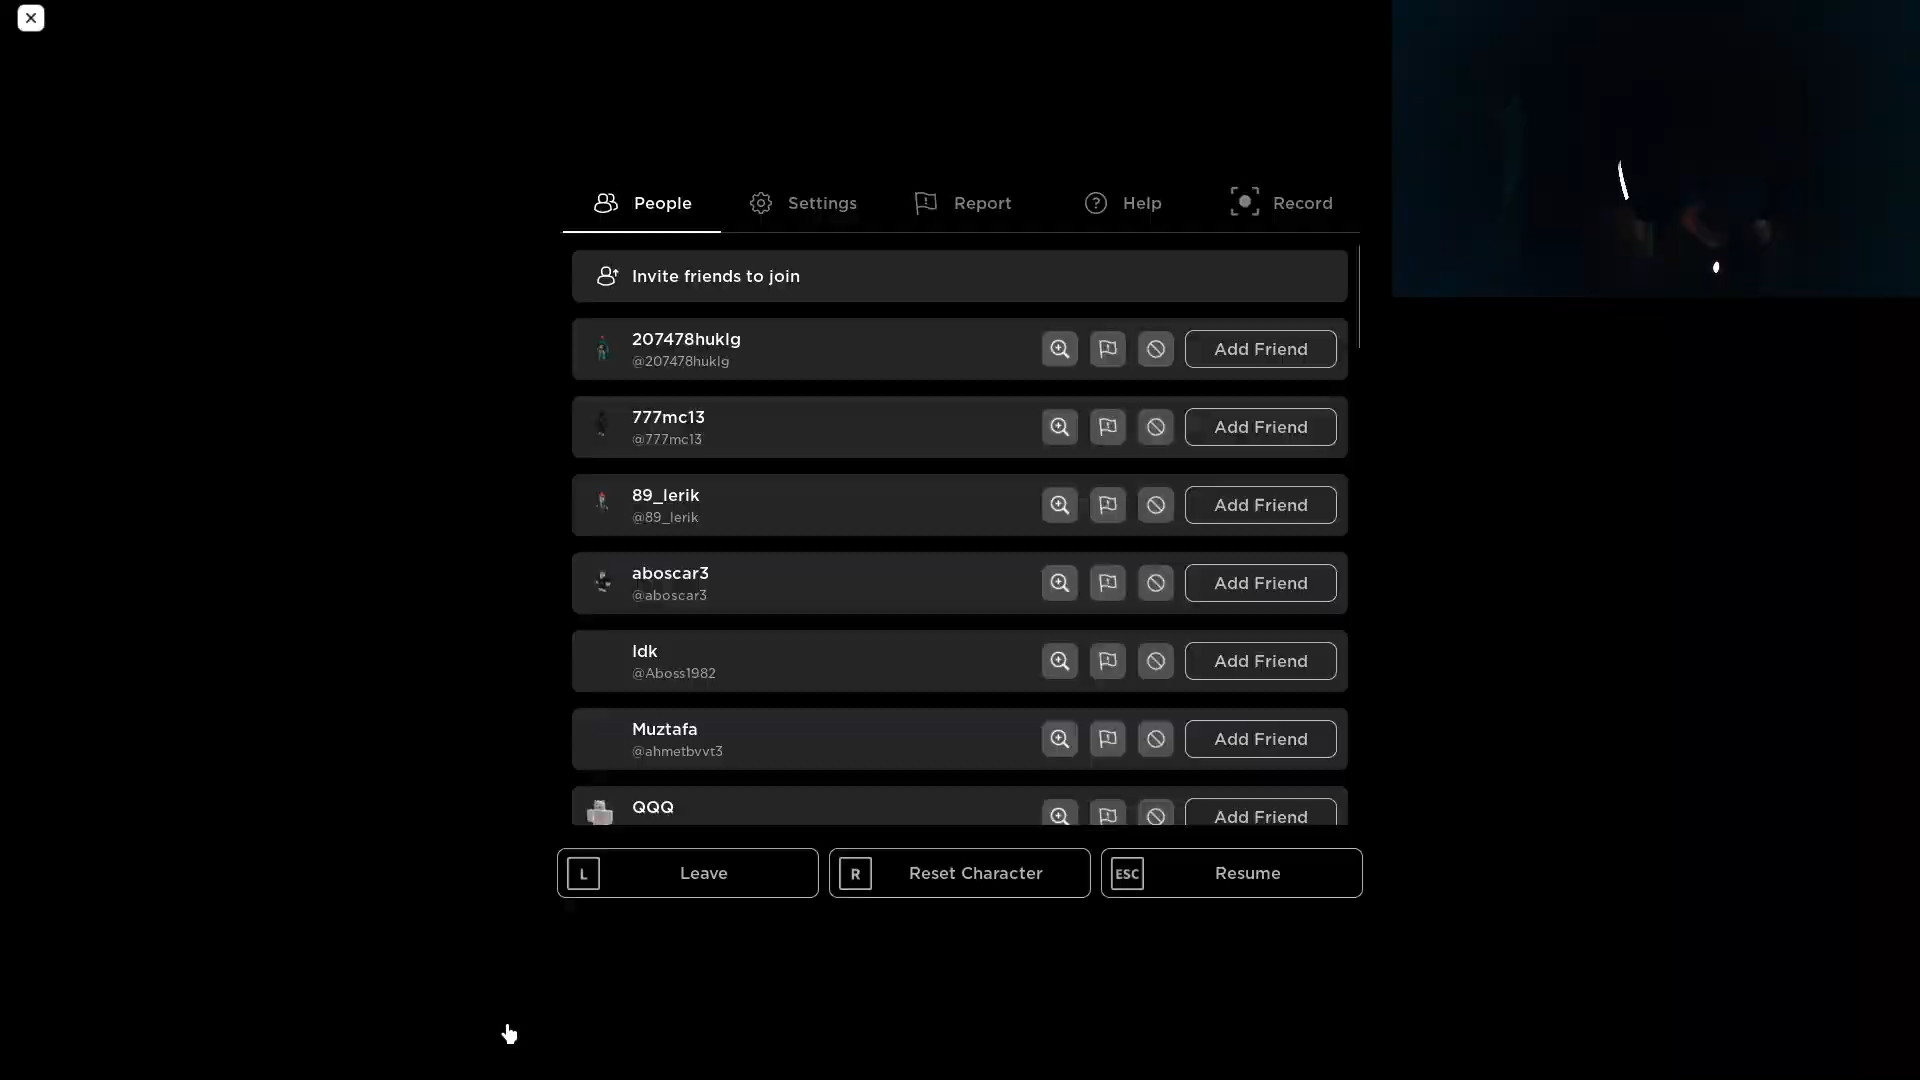 People
Settings
Report
Help
Record
Invite friends to join
207478huklg
@207478huklg
Add Friend
777mc13
@777mc13
Add Friend
89_lerik
@89_lerik
Add Friend
aboscar3
@aboscar3
Add Friend
Idk
@Aboss1982
Add Friend
Muztafa
@ahmetbvvt3
Add Friend
QQQ
Add Friend
L Leave
R Reset Character
ESC Resume